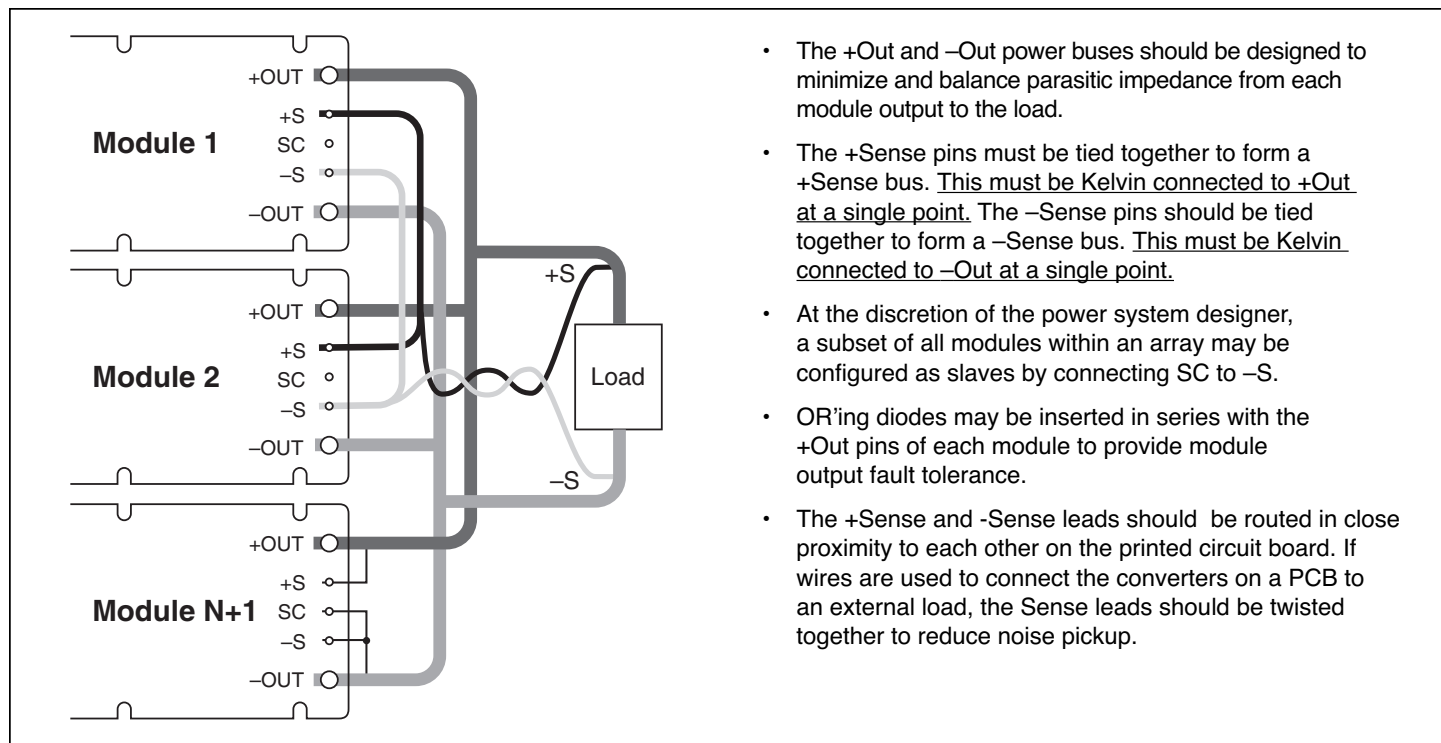 +OUT
+S
Module 1
SC
–S
–OUT
+OUT
+S
Module 2
SC
–S
–OUT
+OUT
+S
Module N+1
SC
–S
–OUT
+S
Load
–S
• The +Out and –Out power buses should be designed to
minimize and balance parasitic impedance from each
module output to the load.
• The +Sense pins must be tied together to form a
+Sense bus. This must be Kelvin connected to +Out
at a single point. The –Sense pins should be tied
together to form a –Sense bus. This must be Kelvin
connected to –Out at a single point.
• At the discretion of the power system designer,
a subset of all modules within an array may be
configured as slaves by connecting SC to –S.
• OR'ing diodes may be inserted in series with the
+Out pins of each module to provide module
output fault tolerance.
• The +Sense and -Sense leads should be routed in close
proximity to each other on the printed circuit board. If
wires are used to connect the converters on a PCB to
an external load, the Sense leads should be twisted
together to reduce noise pickup.